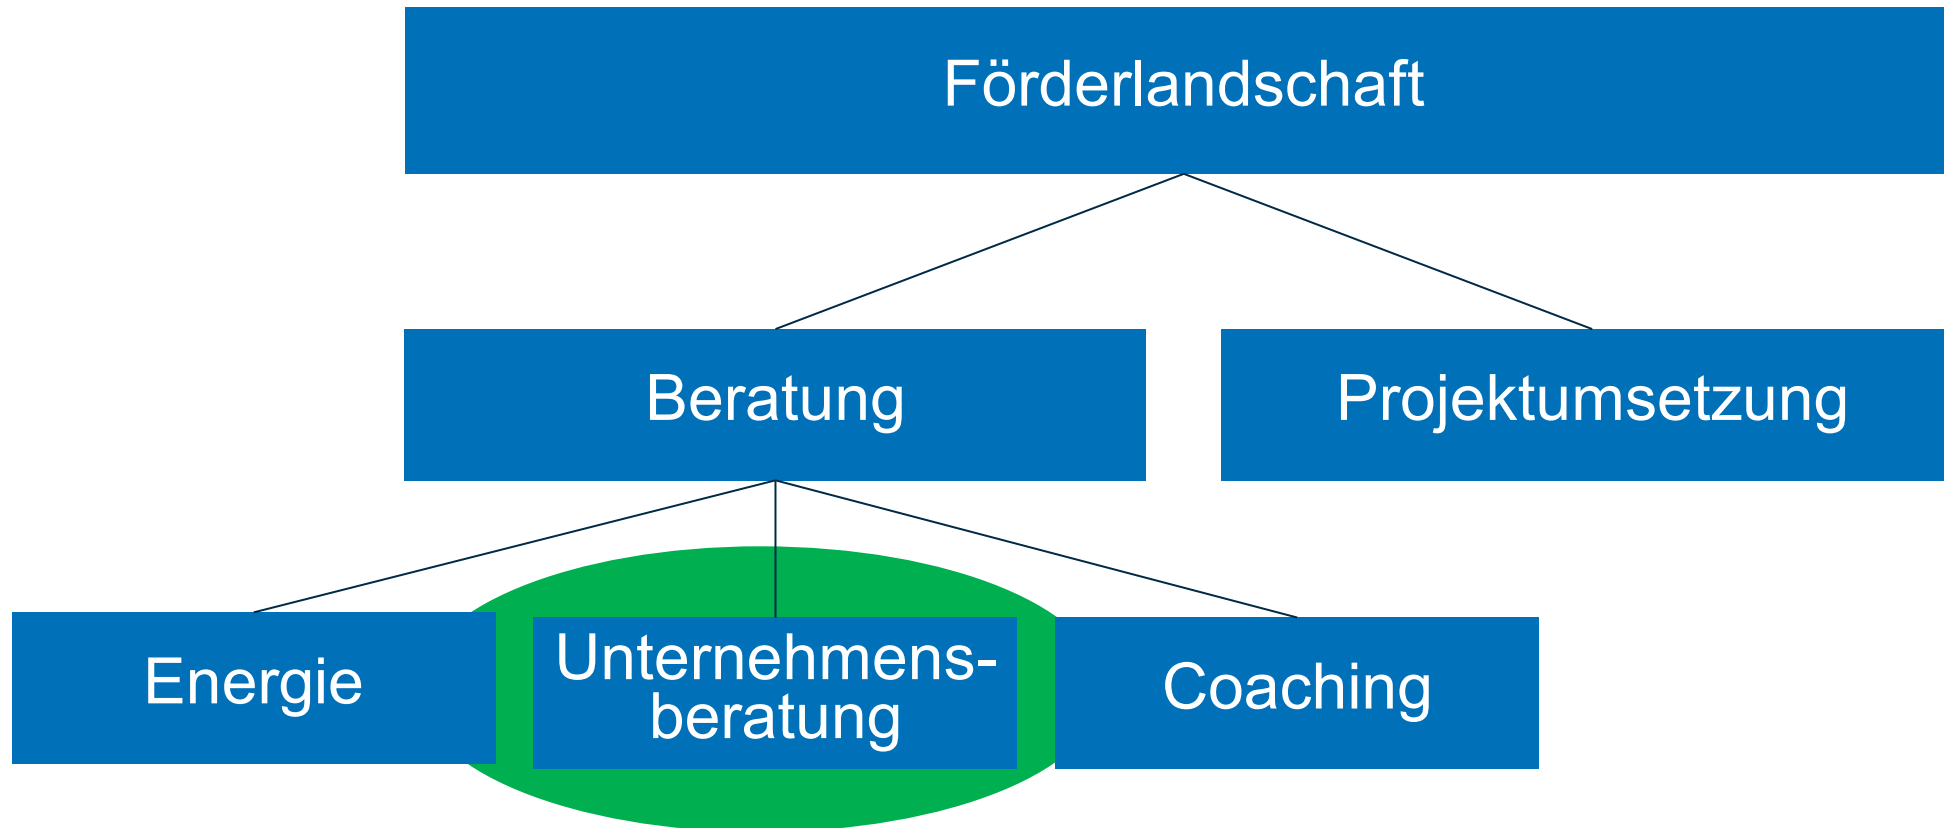 Förderlandschaft
Beratung
Projektumsetzung
Energie
Unternehmens-
beratung
Coaching